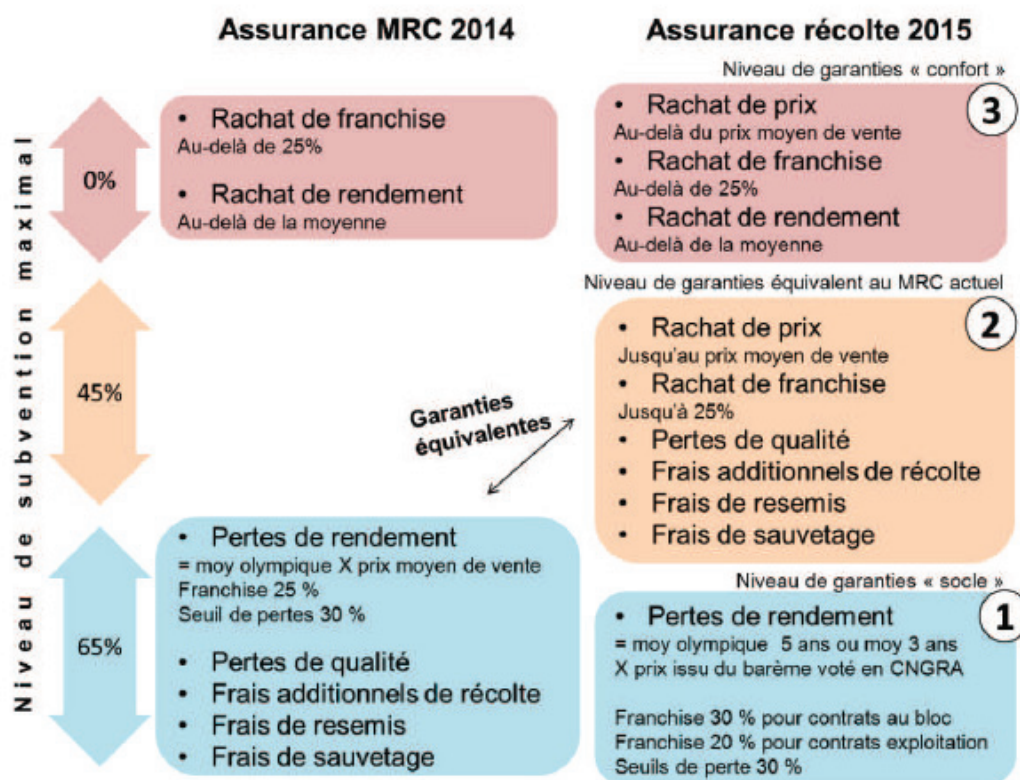 Assurance MRC 2014
Assurance récolte 2015
Niveau de subvention maximal
0%
45%
65%
• Rachat de franchise
Au-delà de 25%
• Rachat de rendement
Au-delà de la moyenne
Garanties
équivalentes
• Pertes de rendement
= moy olympique X prix moyen de vente
Franchise 25 %
Seuil de pertes 30 %
• Pertes de qualité
• Frais additionnels de récolte
• Frais de resemis
• Frais de sauvetage
Niveau de garanties « confort »
3
• Rachat de prix
Au-delà du prix moyen de vente
• Rachat de franchise
Au-delà de 25%
• Rachat de rendement
Au-delà de la moyenne
Niveau de garanties équivalent au MRC actuel
2
• Rachat de prix
Jusqu'au prix moyen de vente
• Rachat de franchise
Jusqu'à 25%
• Pertes de qualité
• Frais additionnels de récolte
• Frais de resemis
• Frais de sauvetage
Niveau de garanties « socle »
1
• Pertes de rendement
= moy olympique 5 ans ou moy 3 ans
X prix issu du barème voté en CNGRA
Franchise 30 % pour contrats au bloc
Franchise 20 % pour contrats exploitation
Seuils de perte 30 %